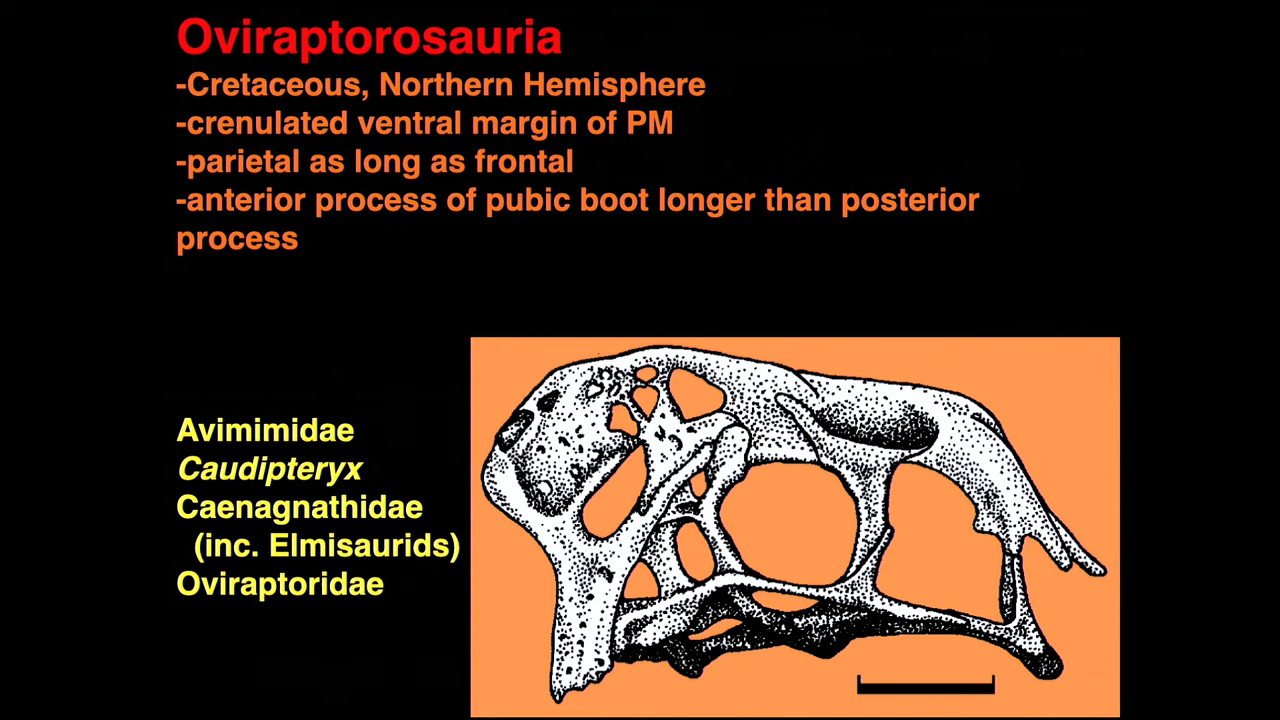 Oviraptorosauria
-Cretaceous, Northern Hemisphere
-crenulated ventral margin of PM
-parietal as long as frontal
-anterior process of pubic boot longer than posterior
process
Avimimidae
Caudipteryx
Caenagnathidae
(inc. Elmisaurids)
Oviraptoridae